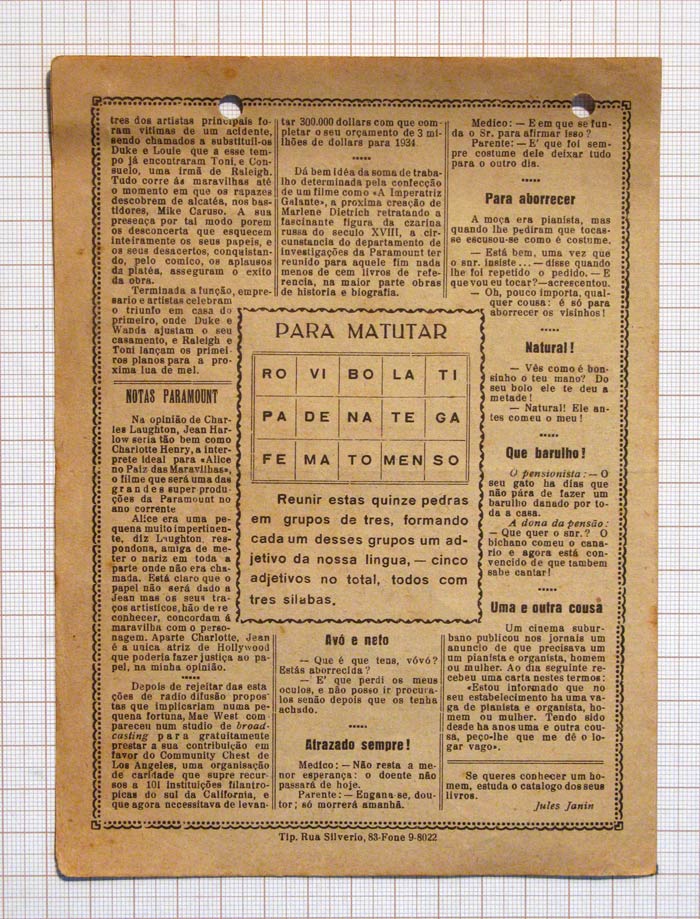 tres dos artistas principais fo-
ram vitimas de um acidente,
sendo chamados a substituil-os
Duke e Louie que a esse tem-
po já encontraram Toni, e Con-
suelo, uma irmã de Raleigh.
Tudo corre ás maravilhas até
o momento em que os rapazes
descobrem de alcatéa, nos bas-
tidores, Mike Caruso. A sua
presença por tal modo porem
os desconcerta que esquecem
inteiramente os seus papeis, e
os seus desacertos, conquistan-
do, pelo comico, os aplausos
da platéa, asseguram o exito
da obra.
Terminada a função, empre-
sario e artistas celebram
o triunfo em casa do
primeiro, onde Duke e
Wanda ajustam o seu
casamento, e Raleigh e
Toni lançam os primei-
ros planos para a pro-
xima lua de mel.
NOTAS PARAMOUNT
Na opinião de Char-
les Laughton, Jean Har-
low seria tão bem como
Charlotte Henry, a inter-
prete ideal para «Alice
no Paiz das Maravilhas»,
o filme que será uma das
grandes super-produ-
ções da Paramount no
ano corrente
Alice era uma pe-
quena muito impertinen-
te, diz Laughton, res-
pondona, amiga de me-
ter o nariz em toda a
parte onde não era cha-
mada. Está claro que o
papel não será dado a
Jean mas os seus tra-
ços artisticos, hão de re
conhecer, concordam á
maravilha com o perso-
nagem. Aparte Charlotte, Jean
é a unica atriz de Hollywood
que poderia fazer justiça ao pa-
pel, na minha opinião.
Depois de rejeitar das esta
ções de radio difusão propos
tas que implicariam numa pe-
quena fortuna, Mae West com-
pareceu num studio de broad-
casting para gratuitamente
prestar a sua contribuição em
favor do Community Chest de
Los Angeles, uma organisação
de caridade que supre recur-
sos a 101 instituições filantro-
picas do sul da California, e
que agora necessitava de levan-
tar 300.000 dollars com que com-
pletar o seu orçamento de 3 mi-
lhões de dollars para 1934.
Dá bem idéa da soma de traba-
lho determinada pela confecção
de um filme como «A Imperatriz
Galante», a proxima creação de
Marlene Dietrich retratando a
fascinante figura da czarina
russa do seculo XVIII, a cir-
cunstancia do departamento de
investigações da Paramount ter
reunido para aquele fim nada
menos de cem livros de refe-
rencia, na maior parte obras
de historia e biografia.
PARA MATUTAR
RO VI BO LA TI
PA DE NA TE GA
FE MA TO MEN SO
Reunir estas quinze pedras
em grupos de tres, formando
cada um desses grupos um ad-
jetivo da nossa lingua, — cinco
adjetivos no total, todos com
tres silabas.
Avó e neto
— Que é que tens, vóvó?
Estás aborrecida?
— E' que perdi os meus
oculos, e não posso ir procura-
los senão depois que os tenha
achado.
Atrazado sempre!
Medico: — Não resta a me-
nor esperança: o doente não
passará de hoje.
Parente: — Engana-se, dou-
tor; só morrerá amanhã.
Medico: — E em que se fun-
da o Sr. para afirmar isso?
Parente: — E' que foi sem-
pre costume dele deixar tudo
para o outro dia.
Para aborrecer
A moça era pianista, mas
quando lhe pediram que tocas-
se escusou-se como é costume.
— Está bem, uma vez que
o snr. insiste... — disse quando
lhe foi repetido o pedido. — E
que vou eu tocar? — acrescentou.
— Oh, pouco importa, qual-
quer cousa: é só para
aborrecer os visinhos!
Natural!
— Vês como é bon-
sinho o teu mano? Do
seu bolo ele te deu a
metade!
— Natural! Ele an-
tes comeu o meu!
Que barulho!
O pensionista: — O
seu gato ha dias que
não pára de fazer um
barulho danado por to-
da a casa.
A dona da pensão:
— Que quer o snr.? O
bichano comeu o cana-
rio e agora está con-
vencido de que tambem
sabe cantar!
Uma e outra cousa
Um cinema subur-
bano publicou nos jornais um
anuncio de que precisava um
um pianista e organista, homem
ou mulher. Ao dia seguinte re-
cebeu uma carta nestes termos:
«Estou informado que no
seu estabelecimento ha uma va-
ga de pianista e organista, ho-
mem ou mulher. Tendo sido
desde ha anos uma e outra cou-
sa, peço-lhe que me dê o lo-
gar vago».
Se queres conhecer um ho-
mem, estuda o catalogo dos seus
livros.
Jules Janin
Tip. Rua Silverio, 83-Fone 9-8022